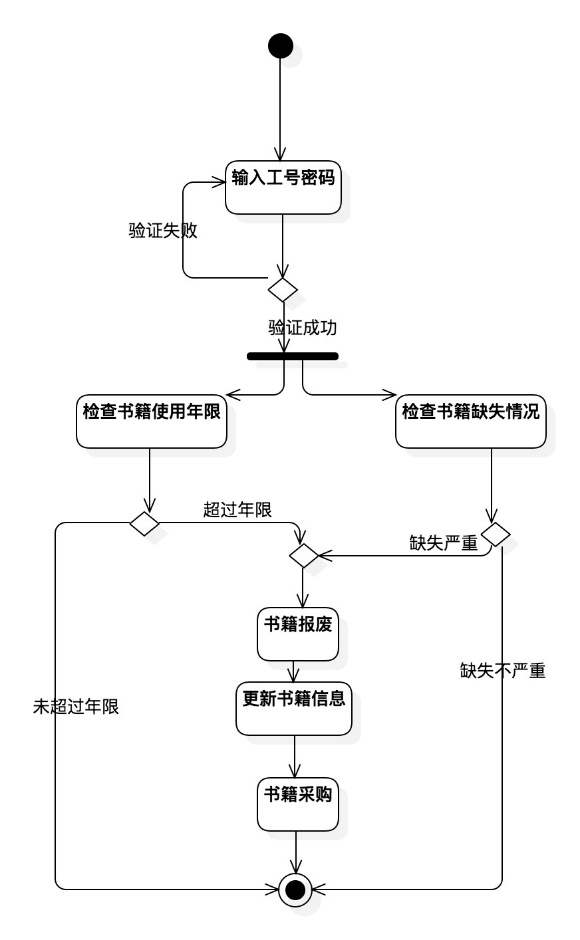 输入工号密码
验证失败
验证成功
检查书籍使用年限
检查书籍缺失情况
超过年限
缺失严重
书籍报废
缺失不严重
更新书籍信息
未超过年限
书籍采购